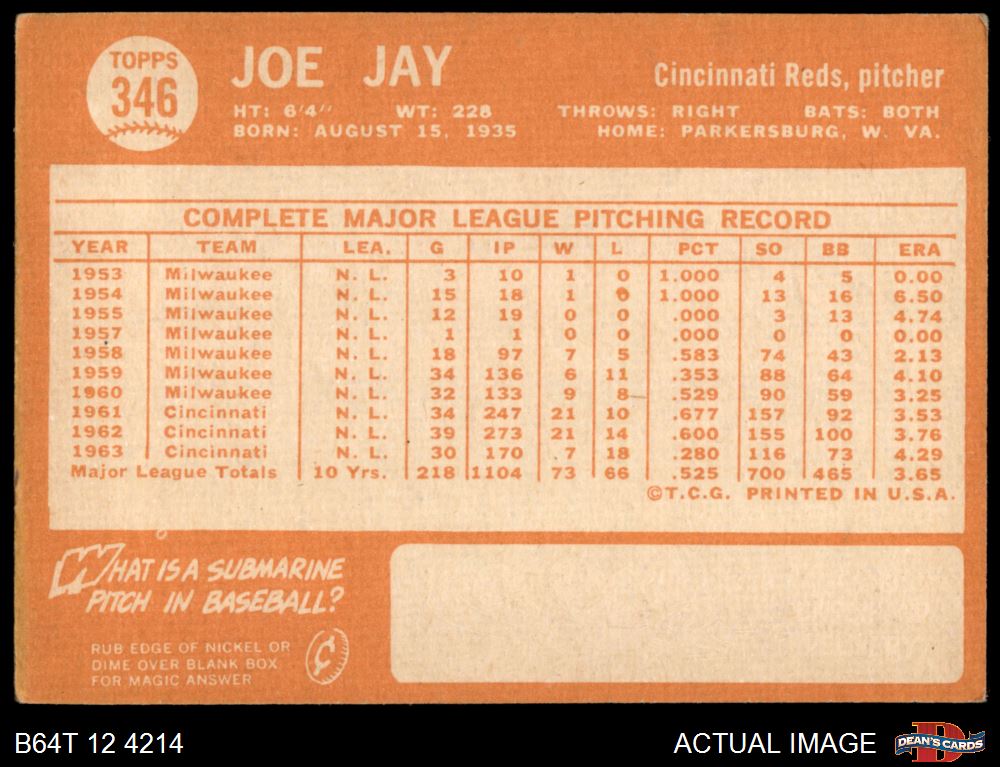 TOPPS
346
JOE JAY
Cincinnati Reds, pitcher
HT: 6'4" WT: 228 THROWS: RIGHT BATS: BOTH
BORN: AUGUST 15, 1935 HOME: PARKERSBURG, W. VA.
COMPLETE MAJOR LEAGUE PITCHING RECORD
YEAR TEAM LEA. G IP W L PCT SO BB ERA
1953 Milwaukee N. L. 3 10 1 0 1.000 4 5 0.00
1954 Milwaukee N. L. 15 18 1 0 1.000 13 16 6.50
1955 Milwaukee N. L. 12 19 0 0 .000 3 13 4.74
1957 Milwaukee N. L. 1 1 0 0 .000 0 0 0.00
1958 Milwaukee N. L. 18 97 7 5 .583 74 43 2.13
1959 Milwaukee N. L. 34 136 6 11 .353 88 64 4.10
1960 Milwaukee N. L. 32 133 9 8 .529 90 59 3.25
1961 Cincinnati N. L. 34 247 21 10 .677 157 92 3.53
1962 Cincinnati N. L. 39 273 21 14 .600 155 100 3.76
1963 Cincinnati N. L. 30 170 7 18 .280 116 73 4.29
Major League Totals 10 Yrs. 218 1104 73 66 .525 700 465 3.65
©T.C.G. PRINTED IN U.S.A.
WHAT IS A SUBMARINE
PITCH IN BASEBALL?
RUB EDGE OF NICKEL OR
DIME OVER BLANK BOX
FOR MAGIC ANSWER
¢
B64T 12 4214
ACTUAL IMAGE
D
DEAN'S CARDS